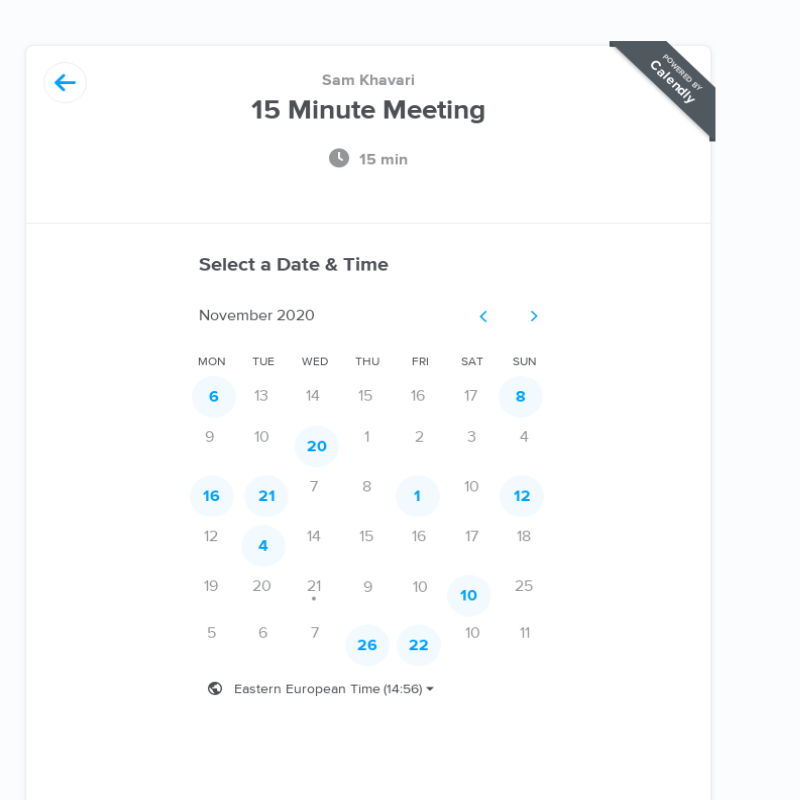 POWERED BY
Calendly
Sam Khavari
15 Minute Meeting
15 min
Select a Date & Time
November 2020
MON TUE WED THU FRI SAT SUN
6 13 14 15 16 17 8
9 10 20 1 2 3 4
16 21 7 8 1 10 12
12 4 14 15 16 17 18
19 20 21 9 10 10 25
5 6 7 26 22 10 11
Eastern European Time (14:56)